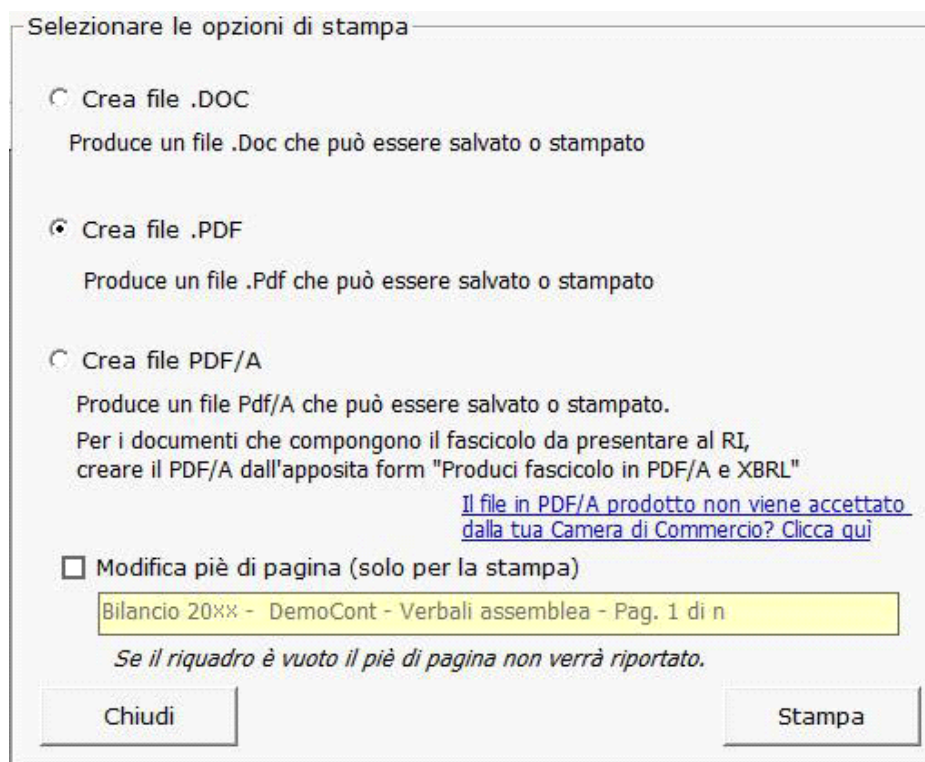 Selezionare le opzioni di stampa
Crea file .DOC
Produce un file .Doc che può essere salvato o stampato
Crea file .PDF
Produce un file .Pdf che può essere salvato o stampato
Crea file PDF/A
Produce un file Pdf/A che può essere salvato o stampato.
Per i documenti che compongono il fascicolo da presentare al RI,
creare il PDF/A dall'apposita form "Produci fascicolo in PDF/A e XBRL"
Il file in PDF/A prodotto non viene accettato
dalla tua Camera di Commercio? Clicca quì
Modifica piè di pagina (solo per la stampa)
Bilancio 20xx - DemoCont - Verbali assemblea - Pag. 1 di n
Se il riquadro è vuoto il piè di pagina non verrà riportato.
Chiudi
Stampa